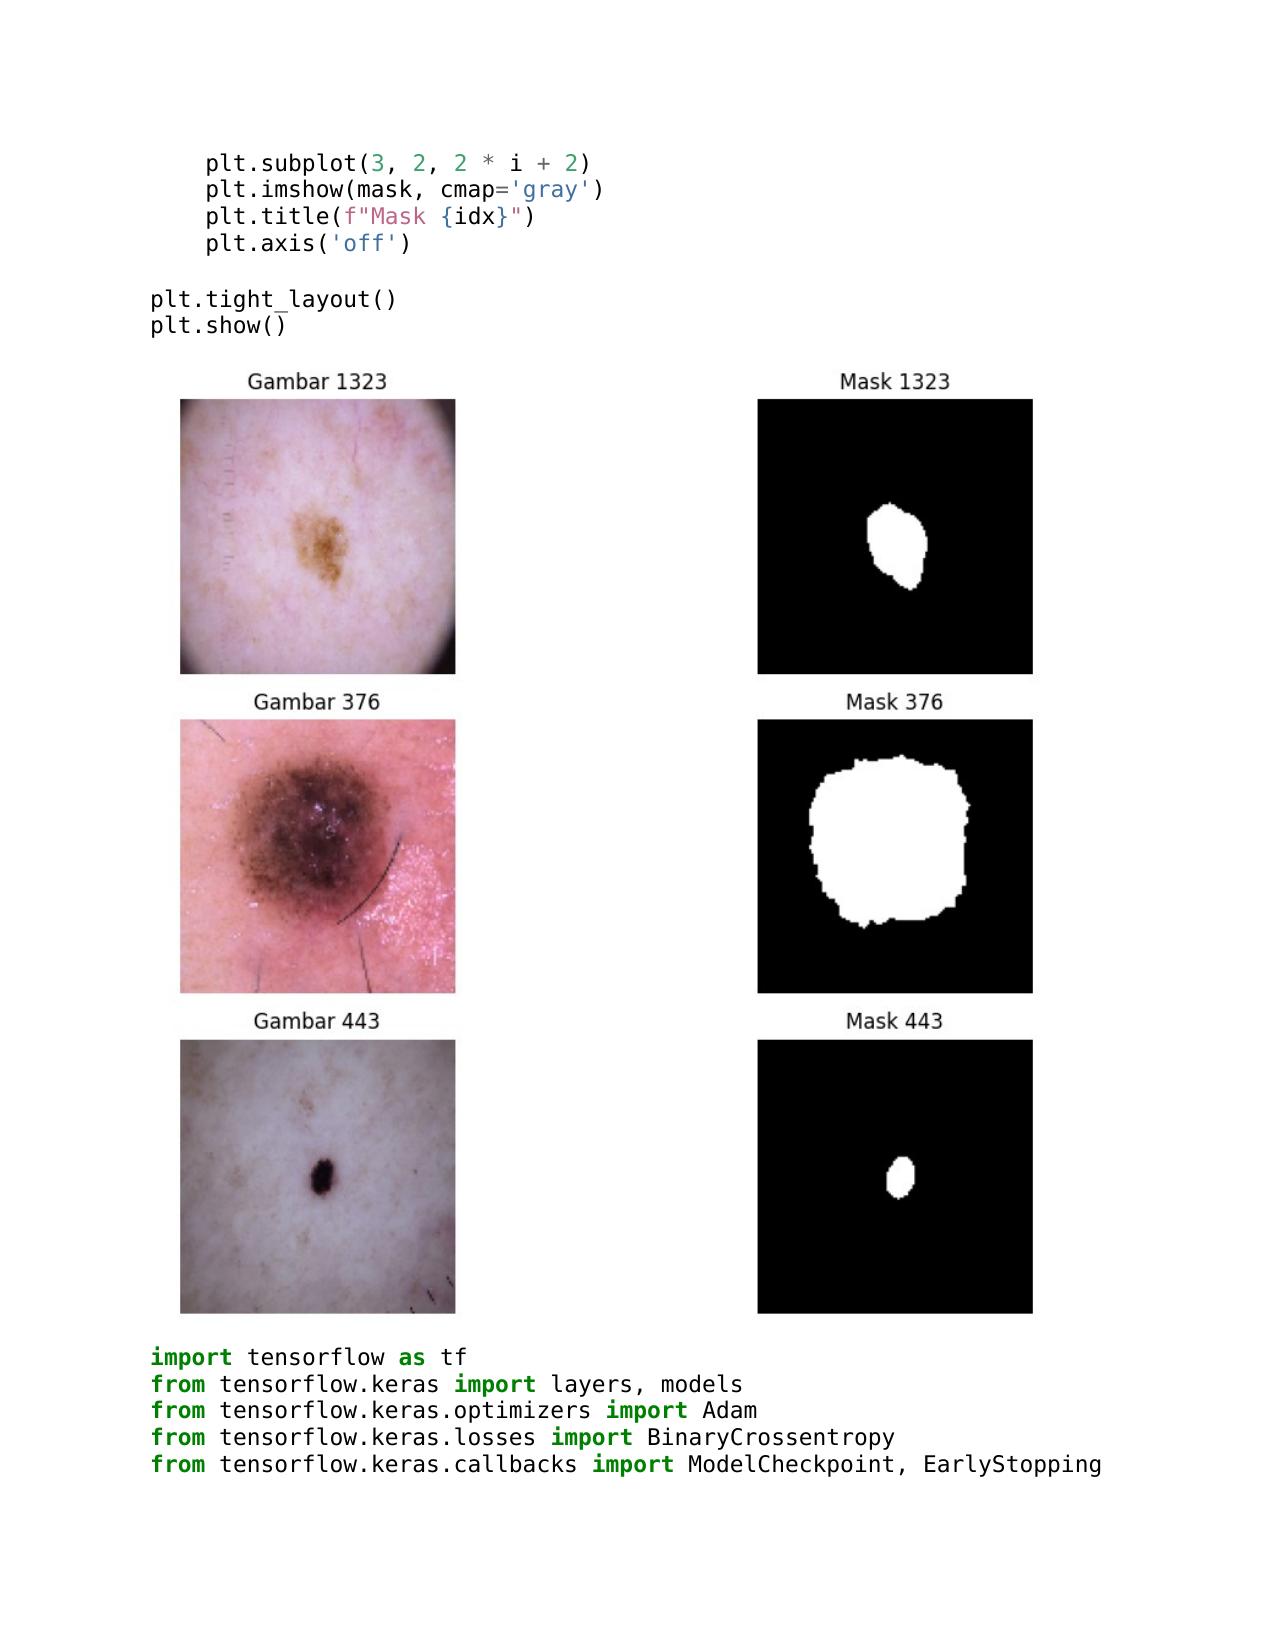 plt.subplot(3, 2, 2 * i + 2)
    plt.imshow(mask, cmap='gray')
    plt.title(f"Mask {idx}")
    plt.axis('off')

plt.tight_layout()
plt.show()
Gambar 1323
Mask 1323
Gambar 376
Mask 376
Gambar 443
Mask 443
import tensorflow as tf
from tensorflow.keras import layers, models
from tensorflow.keras.optimizers import Adam
from tensorflow.keras.losses import BinaryCrossentropy
from tensorflow.keras.callbacks import ModelCheckpoint, EarlyStopping